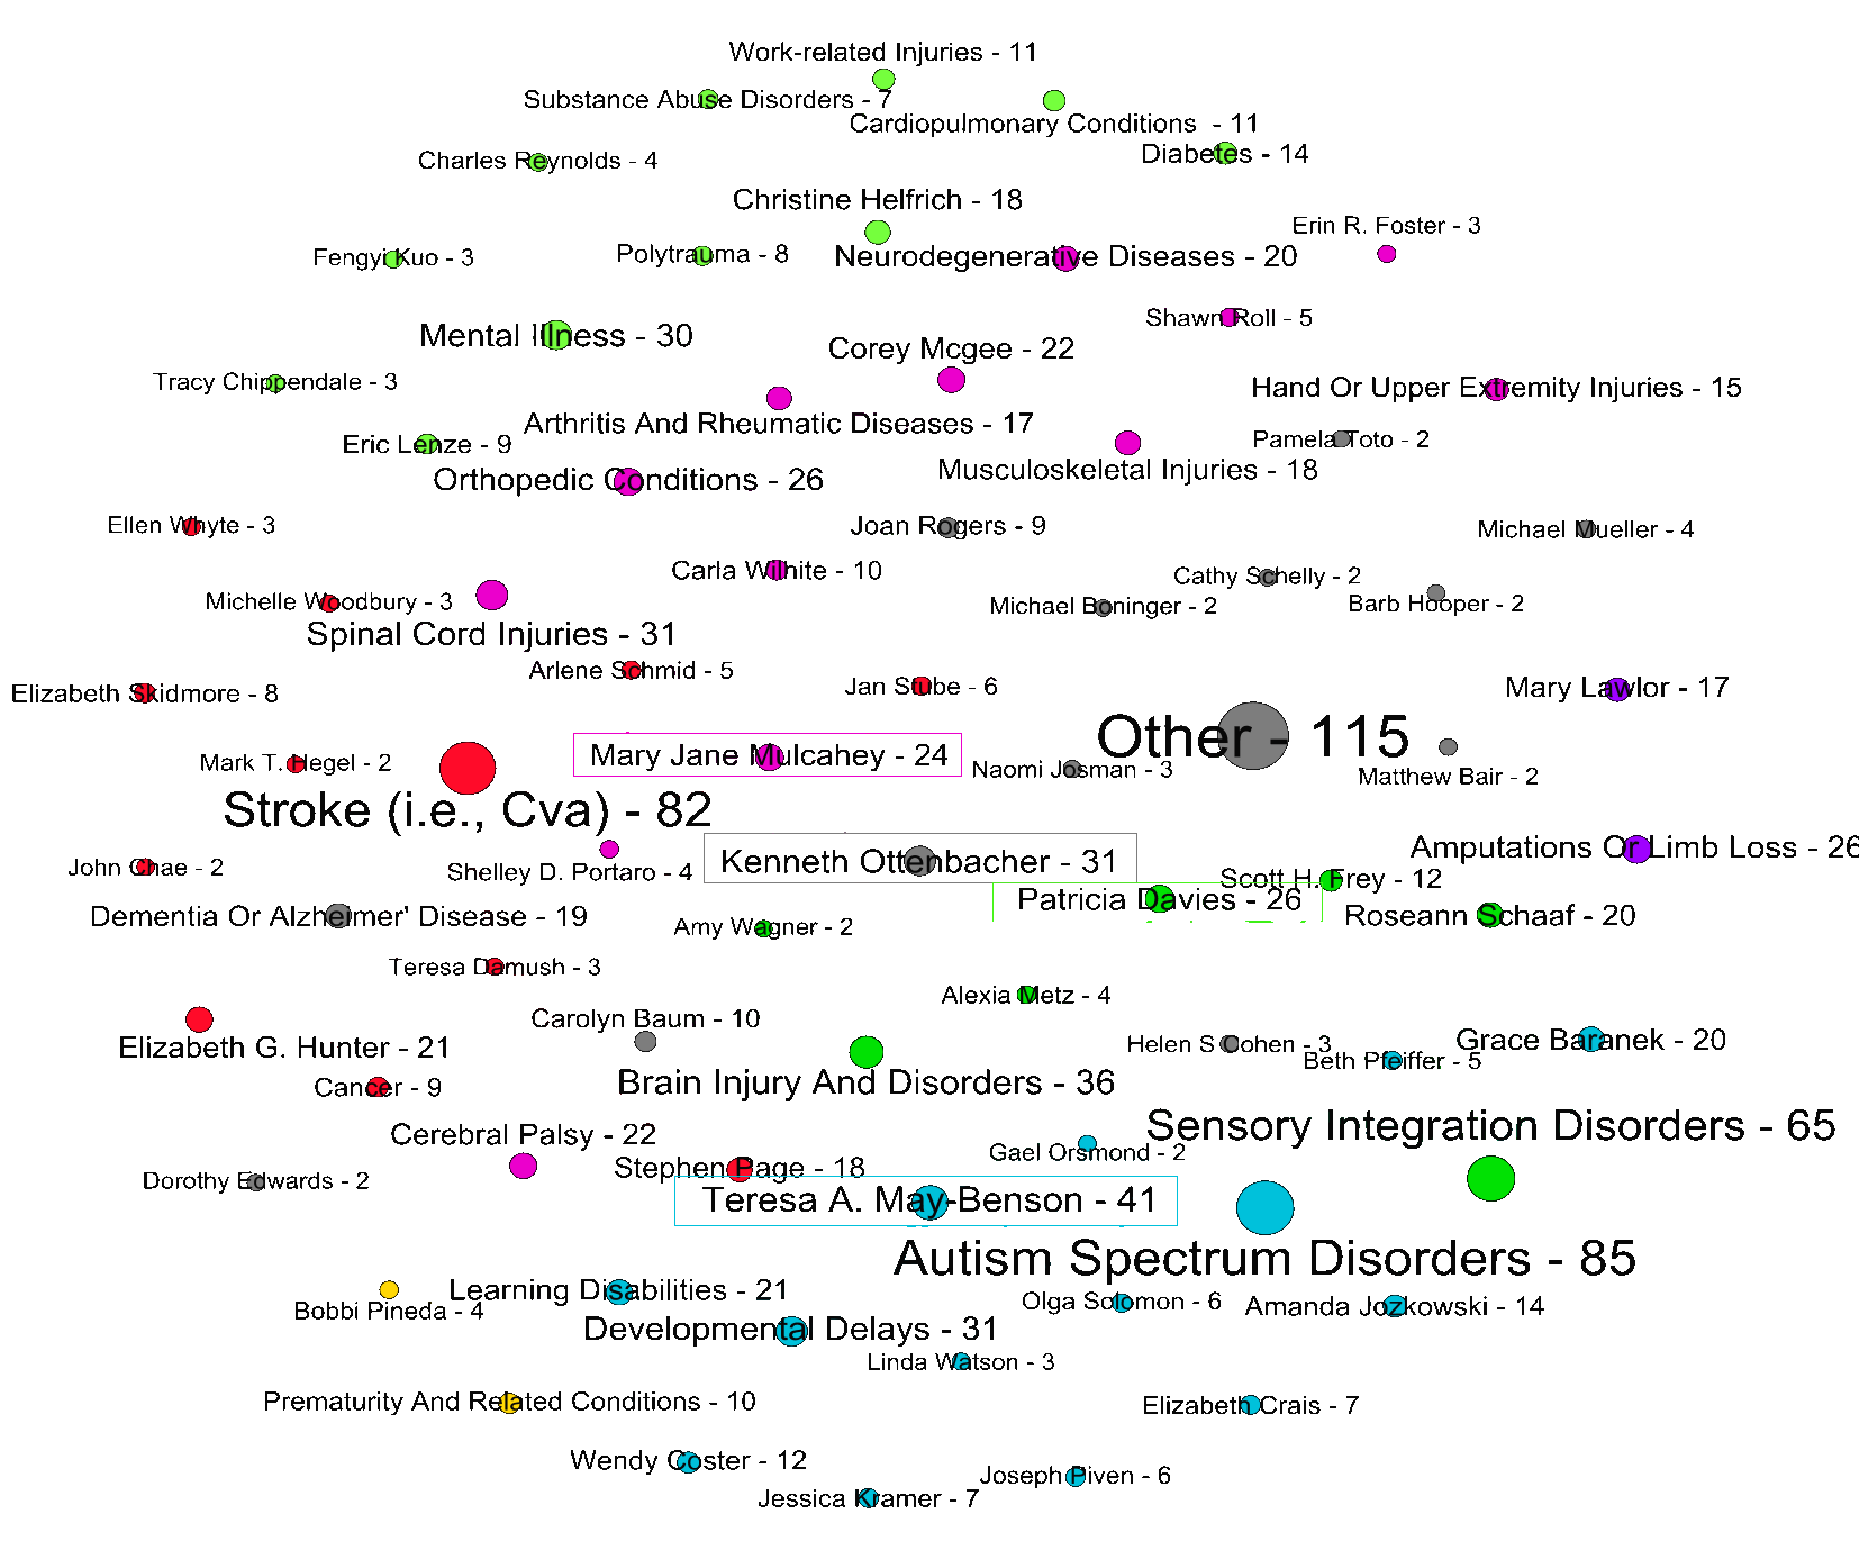 Work-related Injuries - 11
Substance Abuse Disorders - 7
Cardiopulmonary Conditions - 11
Diabetes - 14
Charles Reynolds - 4
Christine Helfrich - 18
Erin R. Foster - 3
Fengyi Kuo - 3
Polytrauma - 8
Neurodegenerative Diseases - 20
Shawn Roll - 5
Mental Illness - 30
Corey Mcgee - 22
Tracy Chippendale - 3
Hand Or Upper Extremity Injuries - 15
Arthritis And Rheumatic Diseases - 17
Eric Lenze - 9
Pamela Toto - 2
Orthopedic Conditions - 26
Musculoskeletal Injuries - 18
Ellen Whyte - 3
Joan Rogers - 9
Michael Mueller - 4
Carla Wilhite - 10
Cathy Schelly - 2
Michelle Woodbury - 3
Michael Boninger - 2
Barb Hooper - 2
Spinal Cord Injuries - 31
Arlene Schmid - 5
Elizabeth Skidmore - 8
Jan Stube - 6
Mary Lawlor - 17
Other - 115
Mark T. Hegel - 2
Mary Jane Mulcahey - 24
Naomi Josman - 3
Matthew Bair - 2
Stroke (i.e., Cva) - 82
Amputations Or Limb Loss - 26
John Chae - 2
Shelley D. Portaro - 4
Kenneth Ottenbacher - 31
Scott H. Frey - 12
Patricia Davies - 26
Dementia Or Alzheimer' Disease - 19
Roseann Schaaf - 20
Amy Wagner - 2
Teresa Damush - 3
Alexia Metz - 4
Carolyn Baum - 10
Elizabeth G. Hunter - 21
Helen S Cohen - 3
Grace Baranek - 20
Beth Pfeiffer - 5
Cancer - 9
Brain Injury And Disorders - 36
Sensory Integration Disorders - 65
Cerebral Palsy - 22
Gael Orsmond - 2
Dorothy Edwards - 2
Stephen Page - 18
Teresa A. May-Benson - 41
Autism Spectrum Disorders - 85
Learning Disabilities - 21
Bobbi Pineda - 4
Olga Solomon - 6
Amanda Jozkowski - 14
Developmental Delays - 31
Linda Watson - 3
Prematurity And Related Conditions - 10
Elizabeth Crais - 7
Wendy Coster - 12
Joseph Piven - 6
Jessica Kramer - 7